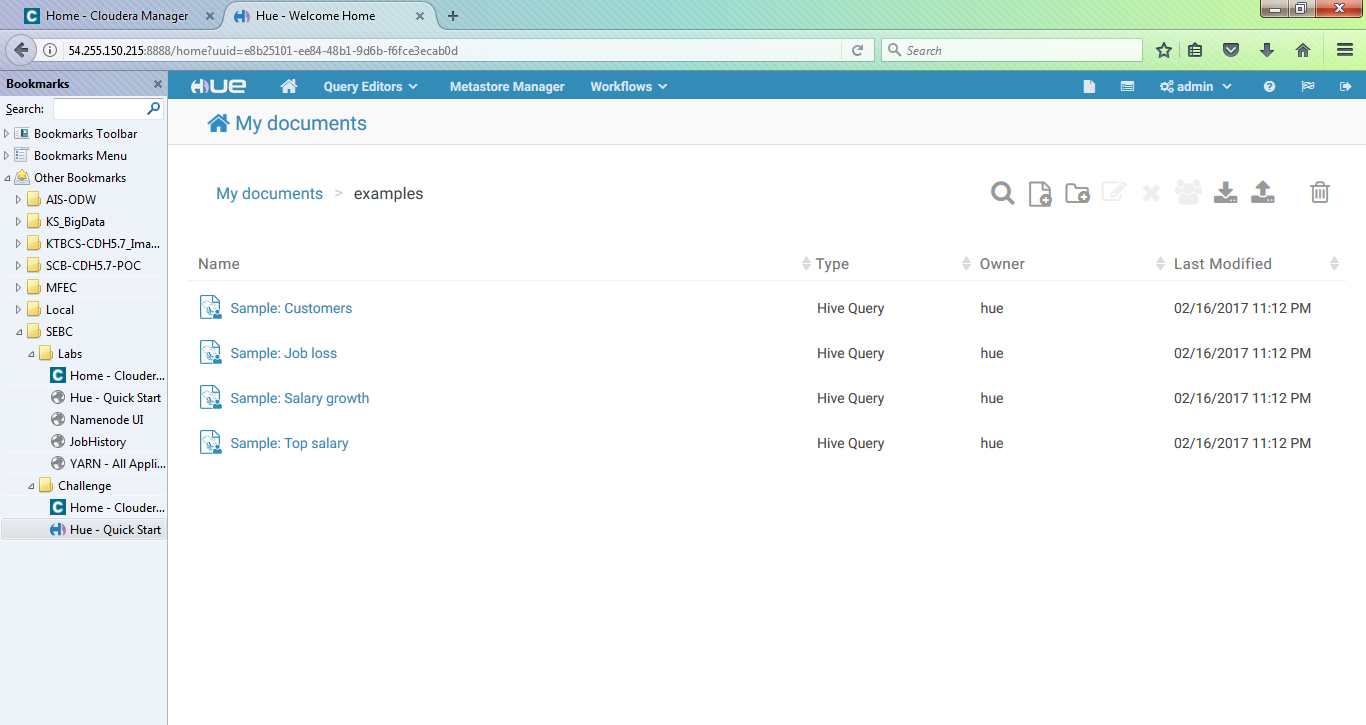 Home - Cloudera Manager
Hue - Welcome Home
54.255.150.215:8888/home?uuid=e8b25101-ee84-48b1-9d6b-f6fce3ecab0d
Search
Bookmarks
Search:
Bookmarks Toolbar
Bookmarks Menu
Other Bookmarks
AIS-ODW
KS_BigData
KTBCS-CDH5.7_Ima...
SCB-CDH5.7-POC
MFEC
Local
SEBC
Labs
Home - Clouder...
Hue - Quick Start
Namenode UI
JobHistory
YARN - All Appli...
Challenge
Home - Clouder...
Hue - Quick Start
HUE Query Editors Metastore Manager Workflows admin
My documents
My documents > examples
Name Type Owner Last Modified
Sample: Customers Hive Query hue 02/16/2017 11:12 PM
Sample: Job loss Hive Query hue 02/16/2017 11:12 PM
Sample: Salary growth Hive Query hue 02/16/2017 11:12 PM
Sample: Top salary Hive Query hue 02/16/2017 11:12 PM